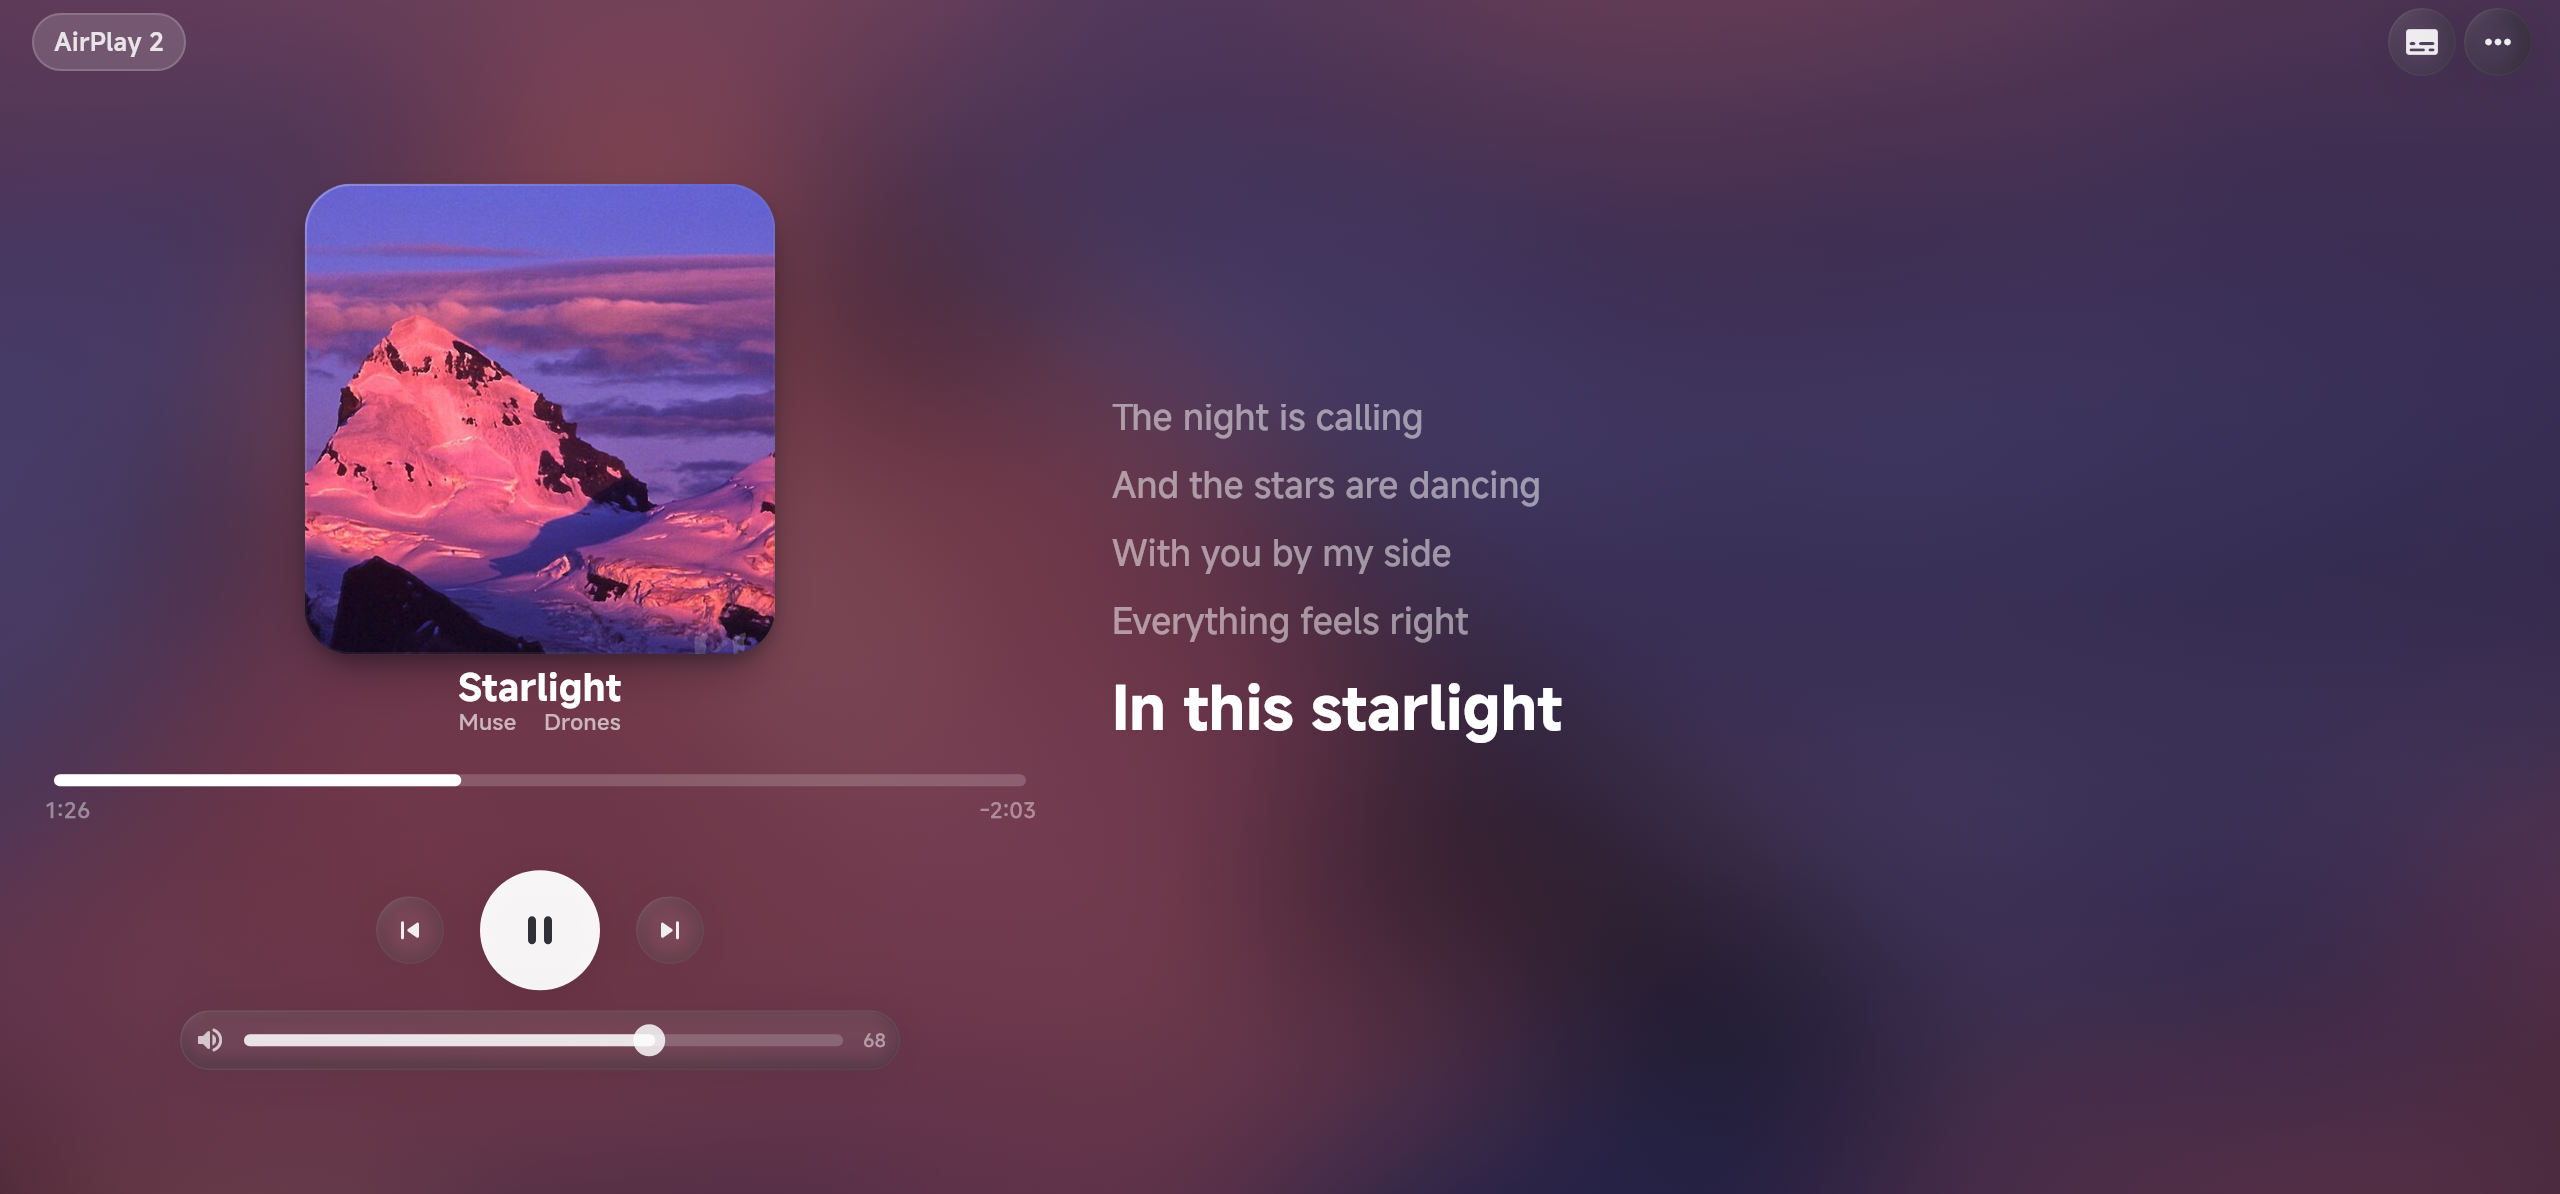 AirPlay 2
Starlight
Muse Drones
1:26
-2:03
68
The night is calling
And the stars are dancing
With you by my side
Everything feels right
In this starlight